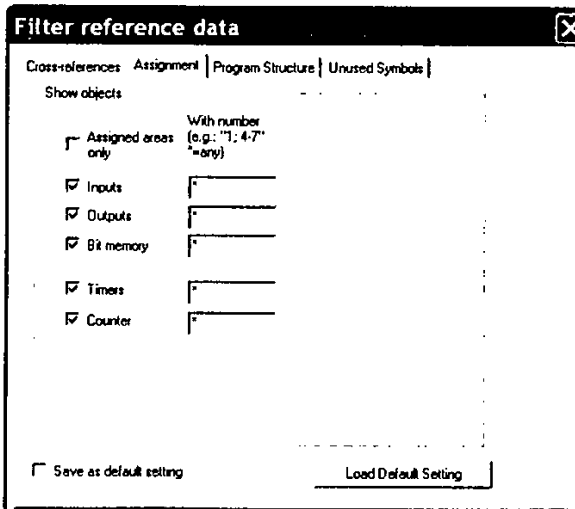 Filter reference data
Cross-references Assignment Program Structure Unused Symbols
Show objects
With number
(e.g.: "1; 4-7"
*=any)
Assigned areas
only
Inputs *
Outputs *
Bit memory *
Timers *
Counter *
Save as default setting
Load Default Setting